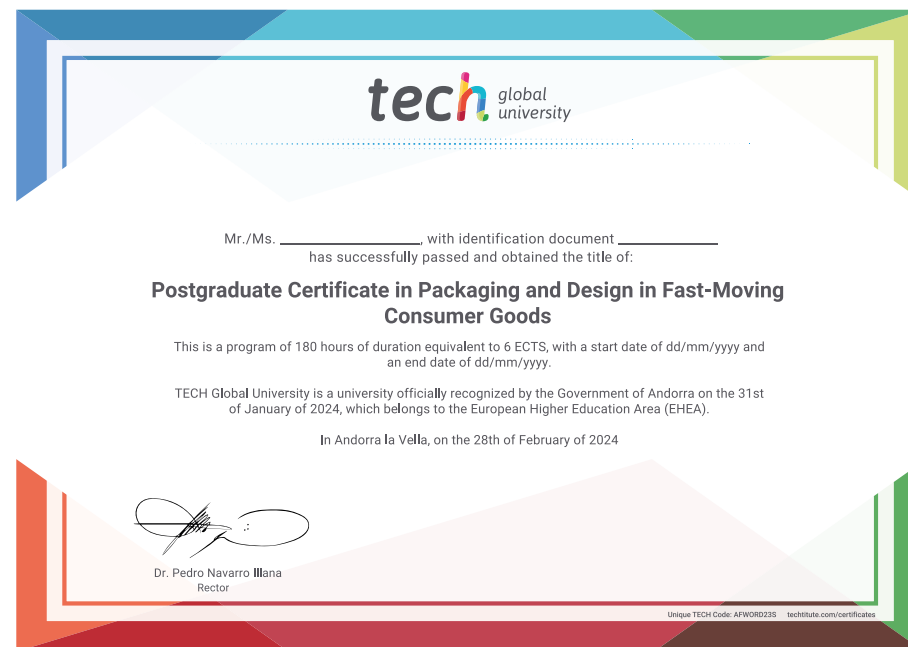 tech global university
Mr./Ms. ____________, with identification document ____________
has successfully passed and obtained the title of:
Postgraduate Certificate in Packaging and Design in Fast-Moving
Consumer Goods
This is a program of 180 hours of duration equivalent to 6 ECTS, with a start date of dd/mm/yyyy and
an end date of dd/mm/yyyy.
TECH Global University is a university officially recognized by the Government of Andorra on the 31st
of January of 2024, which belongs to the European Higher Education Area (EHEA).
In Andorra la Vella, on the 28th of February of 2024
Dr. Pedro Navarro Illana
Rector
Unique TECH Code: AFWORD23S techtitute.com/certificates